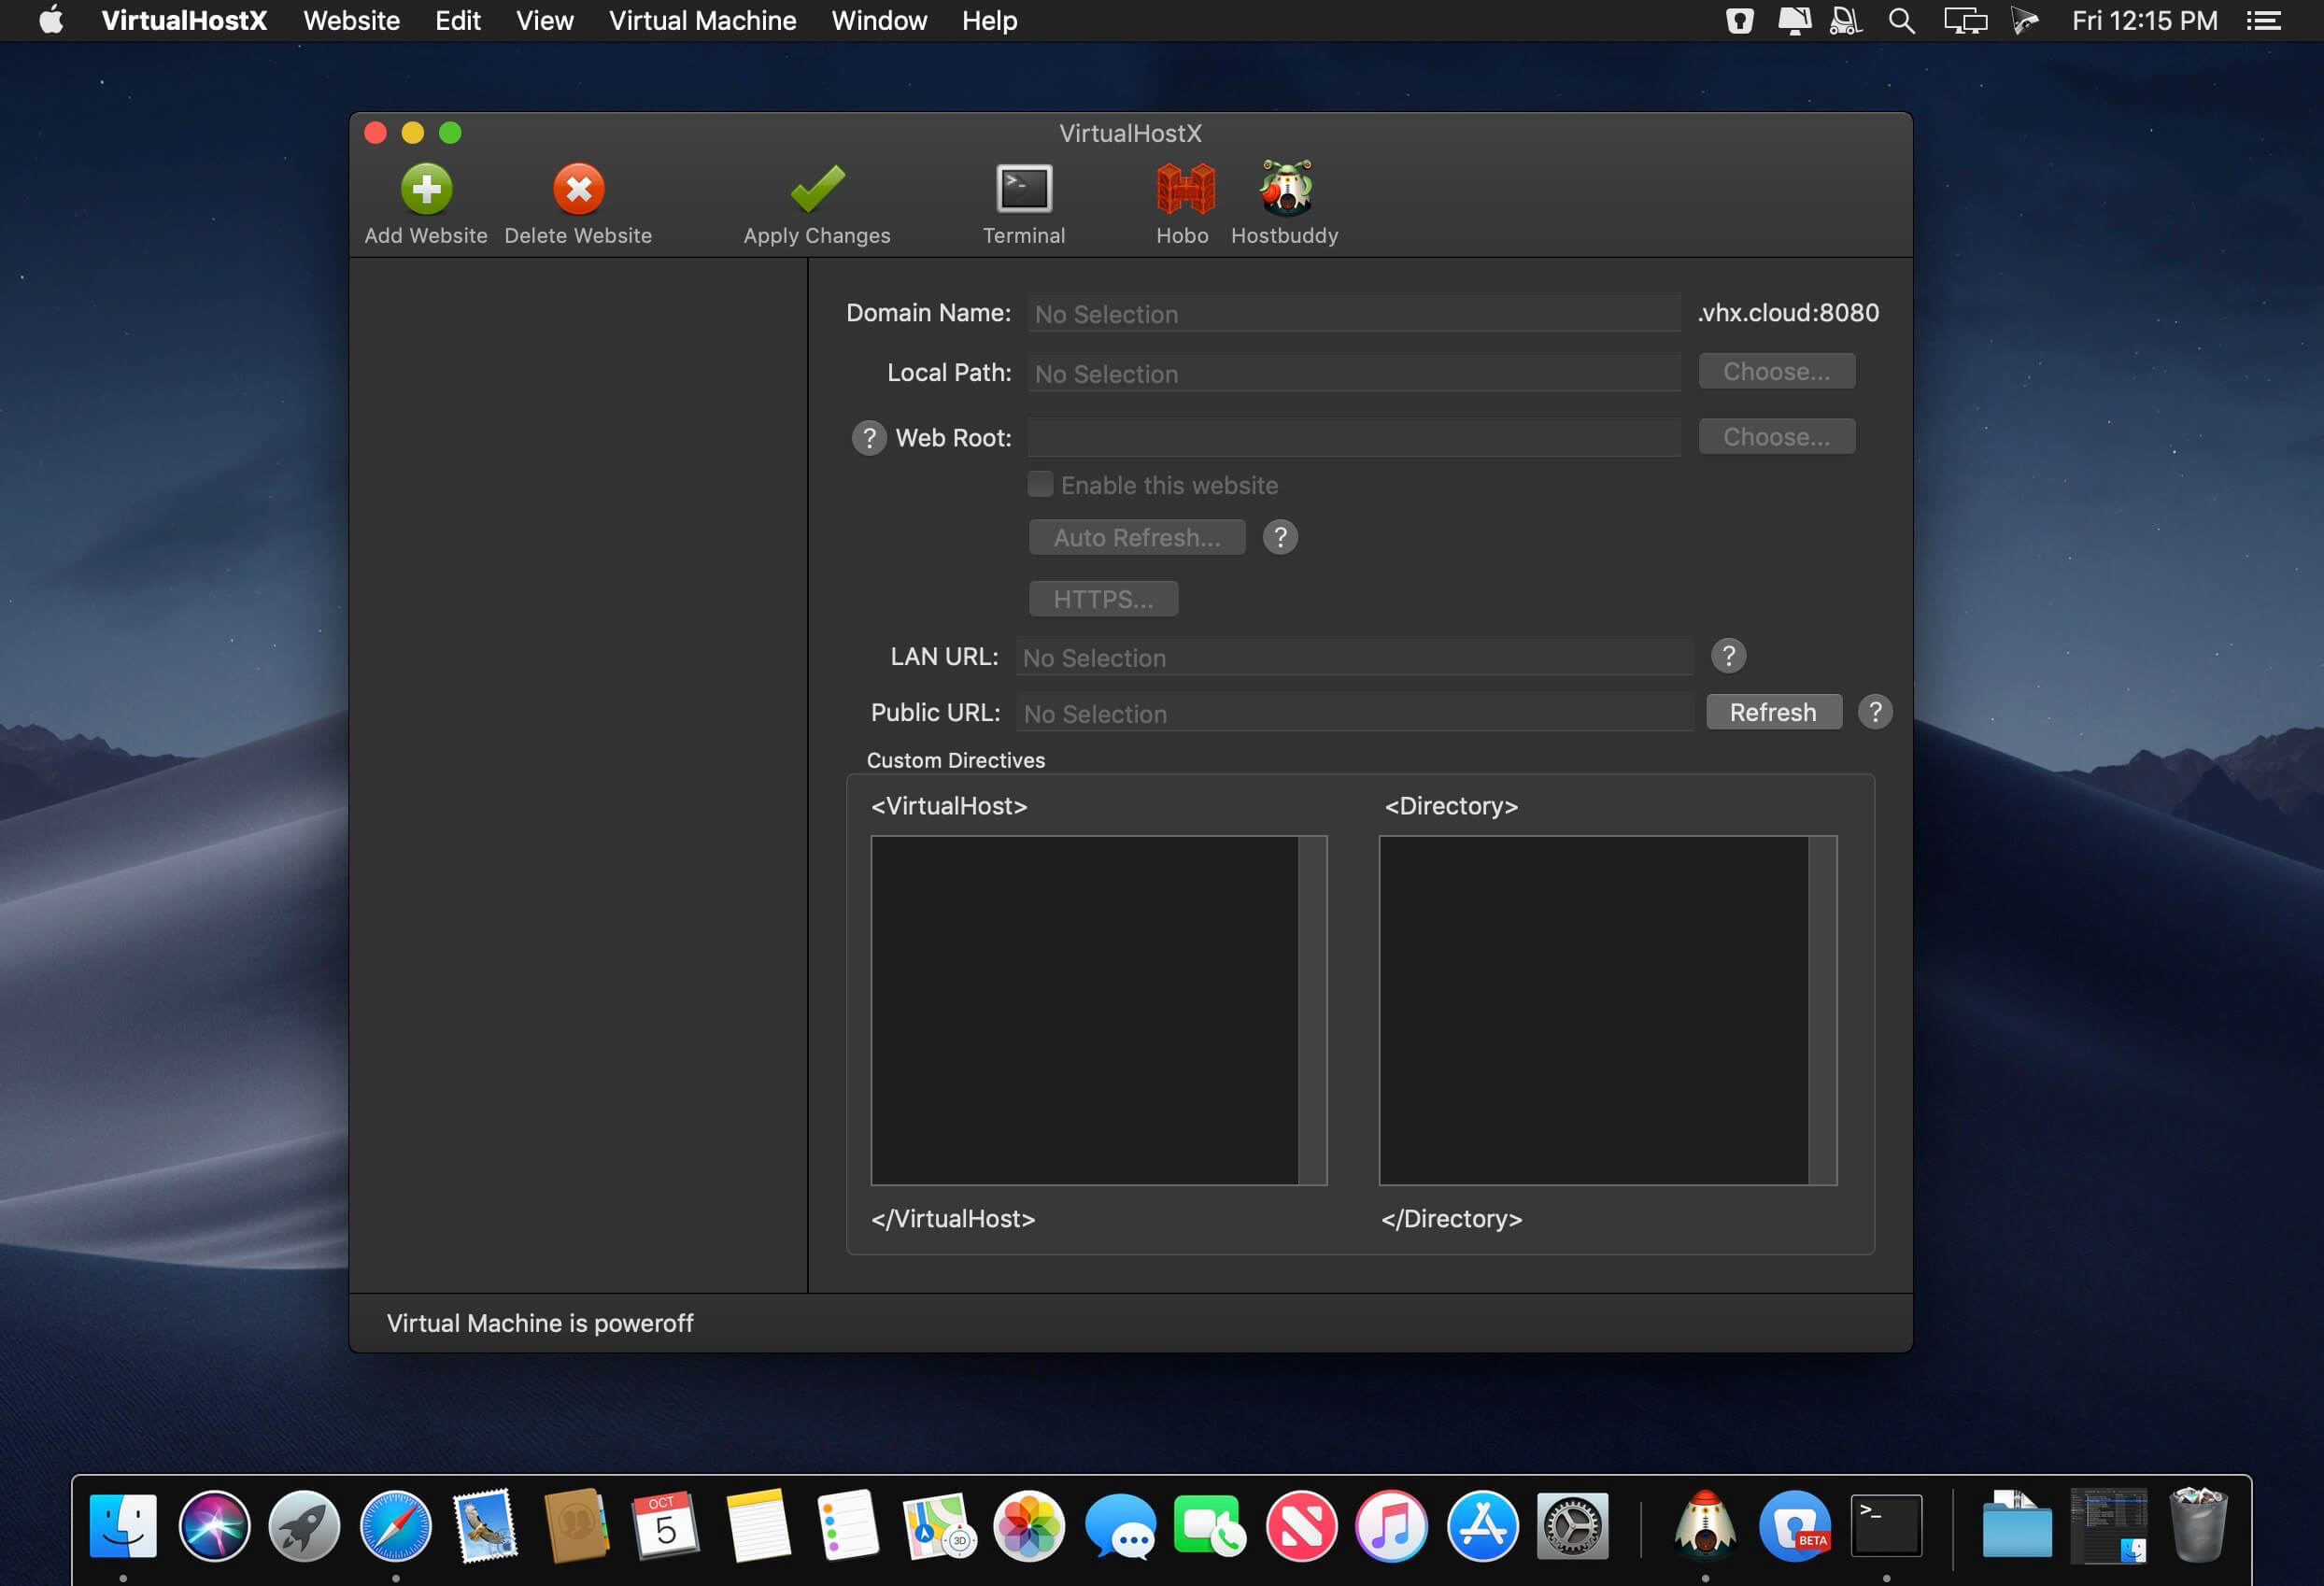 VirtualHostX Website Edit View Virtual Machine Window Help Fri 12:15 PM
VirtualHostX
Add Website Delete Website Apply Changes Terminal Hobo Hostbuddy
Domain Name: No Selection .vhx.cloud:8080
Local Path: No Selection Choose...
? Web Root: Choose...
Enable this website
Auto Refresh... ?
HTTPS...
LAN URL: No Selection ?
Public URL: No Selection Refresh ?
Custom Directives
<VirtualHost> <Directory>
</VirtualHost> </Directory>
Virtual Machine is poweroff
OCT
5
3D
BETA
>_